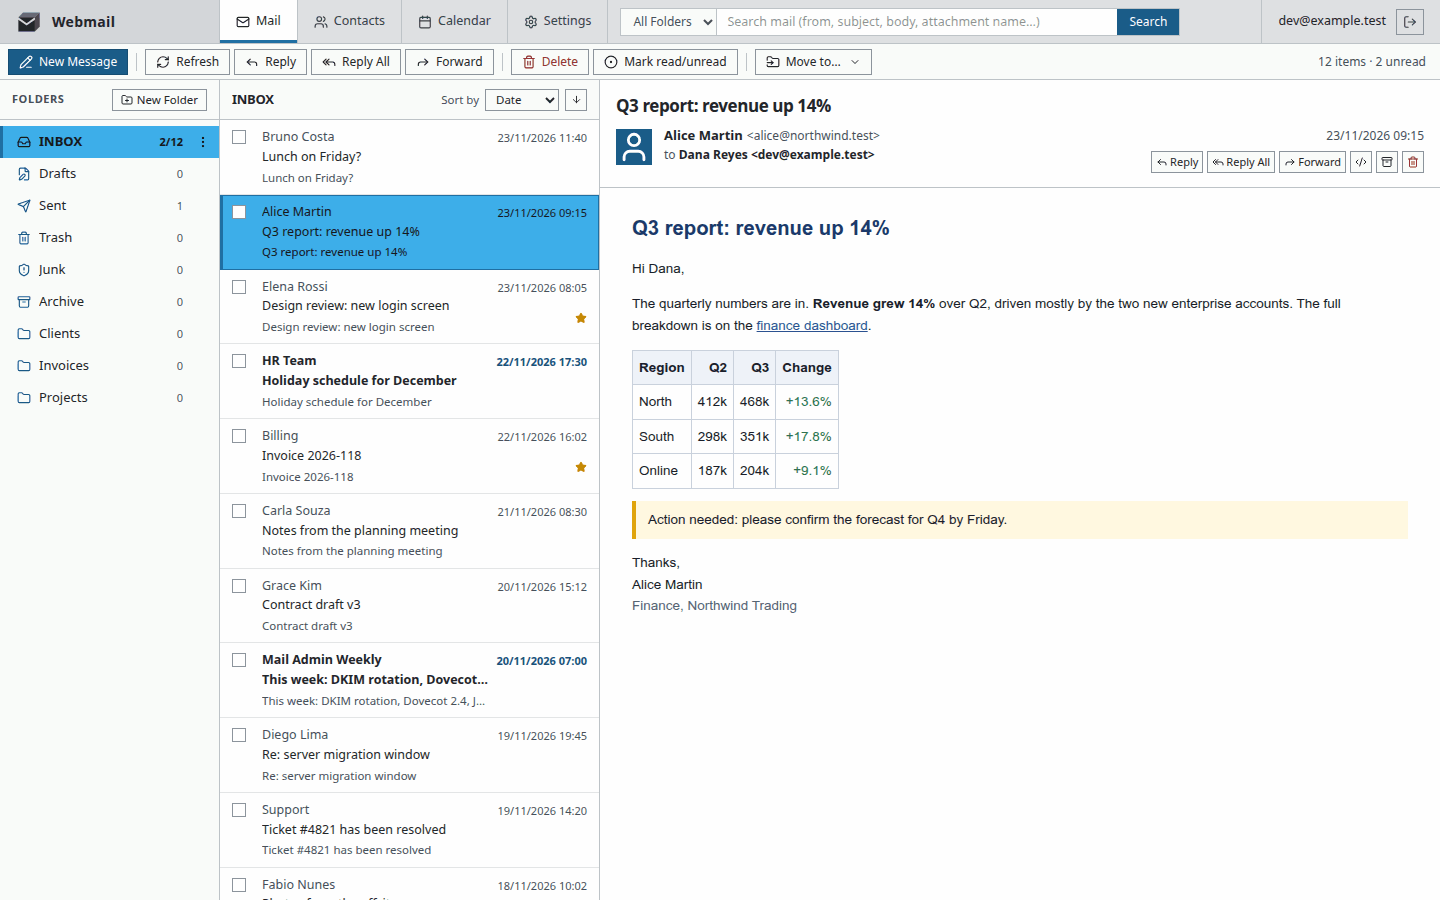 Webmail
Mail
Contacts
Calendar
Settings
All Folders
Search mail (from, subject, body, attachment name...)
Search
dev@example.test
New Message
Refresh
Reply
Reply All
Forward
Delete
Mark read/unread
Move to...
12 items · 2 unread
FOLDERS
New Folder
INBOX 2/12
Drafts 0
Sent 1
Trash 0
Junk 0
Archive 0
Clients 0
Invoices 0
Projects 0
INBOX
Sort by
Date
Bruno Costa 23/11/2026 11:40
Lunch on Friday?
Lunch on Friday?
Alice Martin 23/11/2026 09:15
Q3 report: revenue up 14%
Q3 report: revenue up 14%
Elena Rossi 23/11/2026 08:05
Design review: new login screen
Design review: new login screen
HR Team 22/11/2026 17:30
Holiday schedule for December
Holiday schedule for December
Billing 22/11/2026 16:02
Invoice 2026-118
Invoice 2026-118
Carla Souza 21/11/2026 08:30
Notes from the planning meeting
Notes from the planning meeting
Grace Kim 20/11/2026 15:12
Contract draft v3
Contract draft v3
Mail Admin Weekly 20/11/2026 07:00
This week: DKIM rotation, Dovecot...
This week: DKIM rotation, Dovecot 2.4, J...
Diego Lima 19/11/2026 19:45
Re: server migration window
Re: server migration window
Support 19/11/2026 14:20
Ticket #4821 has been resolved
Ticket #4821 has been resolved
Fabio Nunes 18/11/2026 10:02
Q3 report: revenue up 14%
Alice Martin <alice@northwind.test>
to Dana Reyes <dev@example.test>
23/11/2026 09:15
Reply
Reply All
Forward
Q3 report: revenue up 14%
Hi Dana,
The quarterly numbers are in. Revenue grew 14% over Q2, driven mostly by the two new enterprise accounts. The full
breakdown is on the finance dashboard.
Region Q2 Q3 Change
North 412k 468k +13.6%
South 298k 351k +17.8%
Online 187k 204k +9.1%
Action needed: please confirm the forecast for Q4 by Friday.
Thanks,
Alice Martin
Finance, Northwind Trading